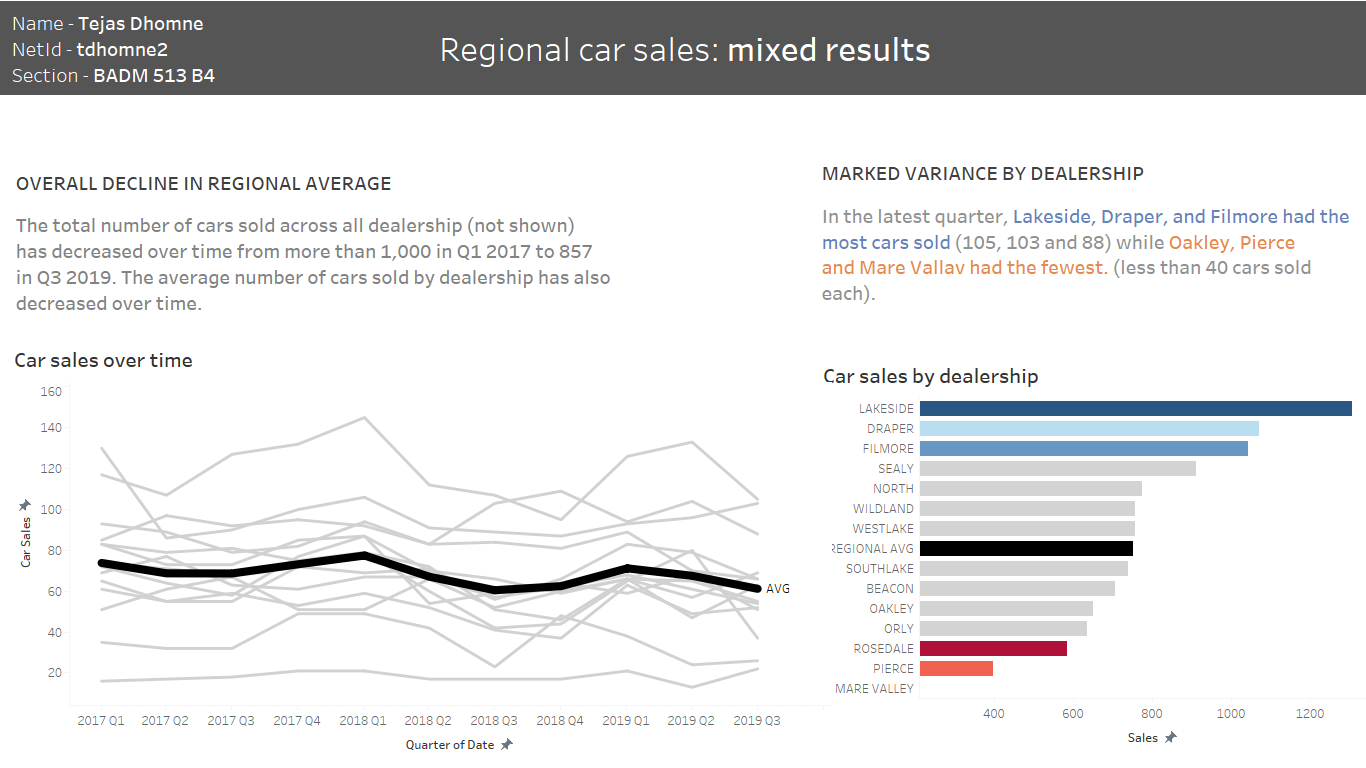 Name - Tejas Dhomne
NetId - tdhomne2
Section - BADM 513 B4
Regional car sales: mixed results
OVERALL DECLINE IN REGIONAL AVERAGE
The total number of cars sold across all dealership (not shown)
has decreased over time from more than 1,000 in Q1 2017 to 857
in Q3 2019. The average number of cars sold by dealership has also
decreased over time.
Car sales over time
160
140
120
100
80
60
40
20
Car Sales
AVG
2017 Q1 2017 Q2 2017 Q3 2017 Q4 2018 Q1 2018 Q2 2018 Q3 2018 Q4 2019 Q1 2019 Q2 2019 Q3
Quarter of Date
MARKED VARIANCE BY DEALERSHIP
In the latest quarter, Lakeside, Draper, and Filmore had the
most cars sold (105, 103 and 88) while Oakley, Pierce
and Mare Vallav had the fewest. (less than 40 cars sold
each).
Car sales by dealership
LAKESIDE
DRAPER
FILMORE
SEALY
NORTH
WILDLAND
WESTLAKE
REGIONAL AVG
SOUTHLAKE
BEACON
OAKLEY
ORLY
ROSEDALE
PIERCE
MARE VALLEY
400 600 800 1000 1200
Sales